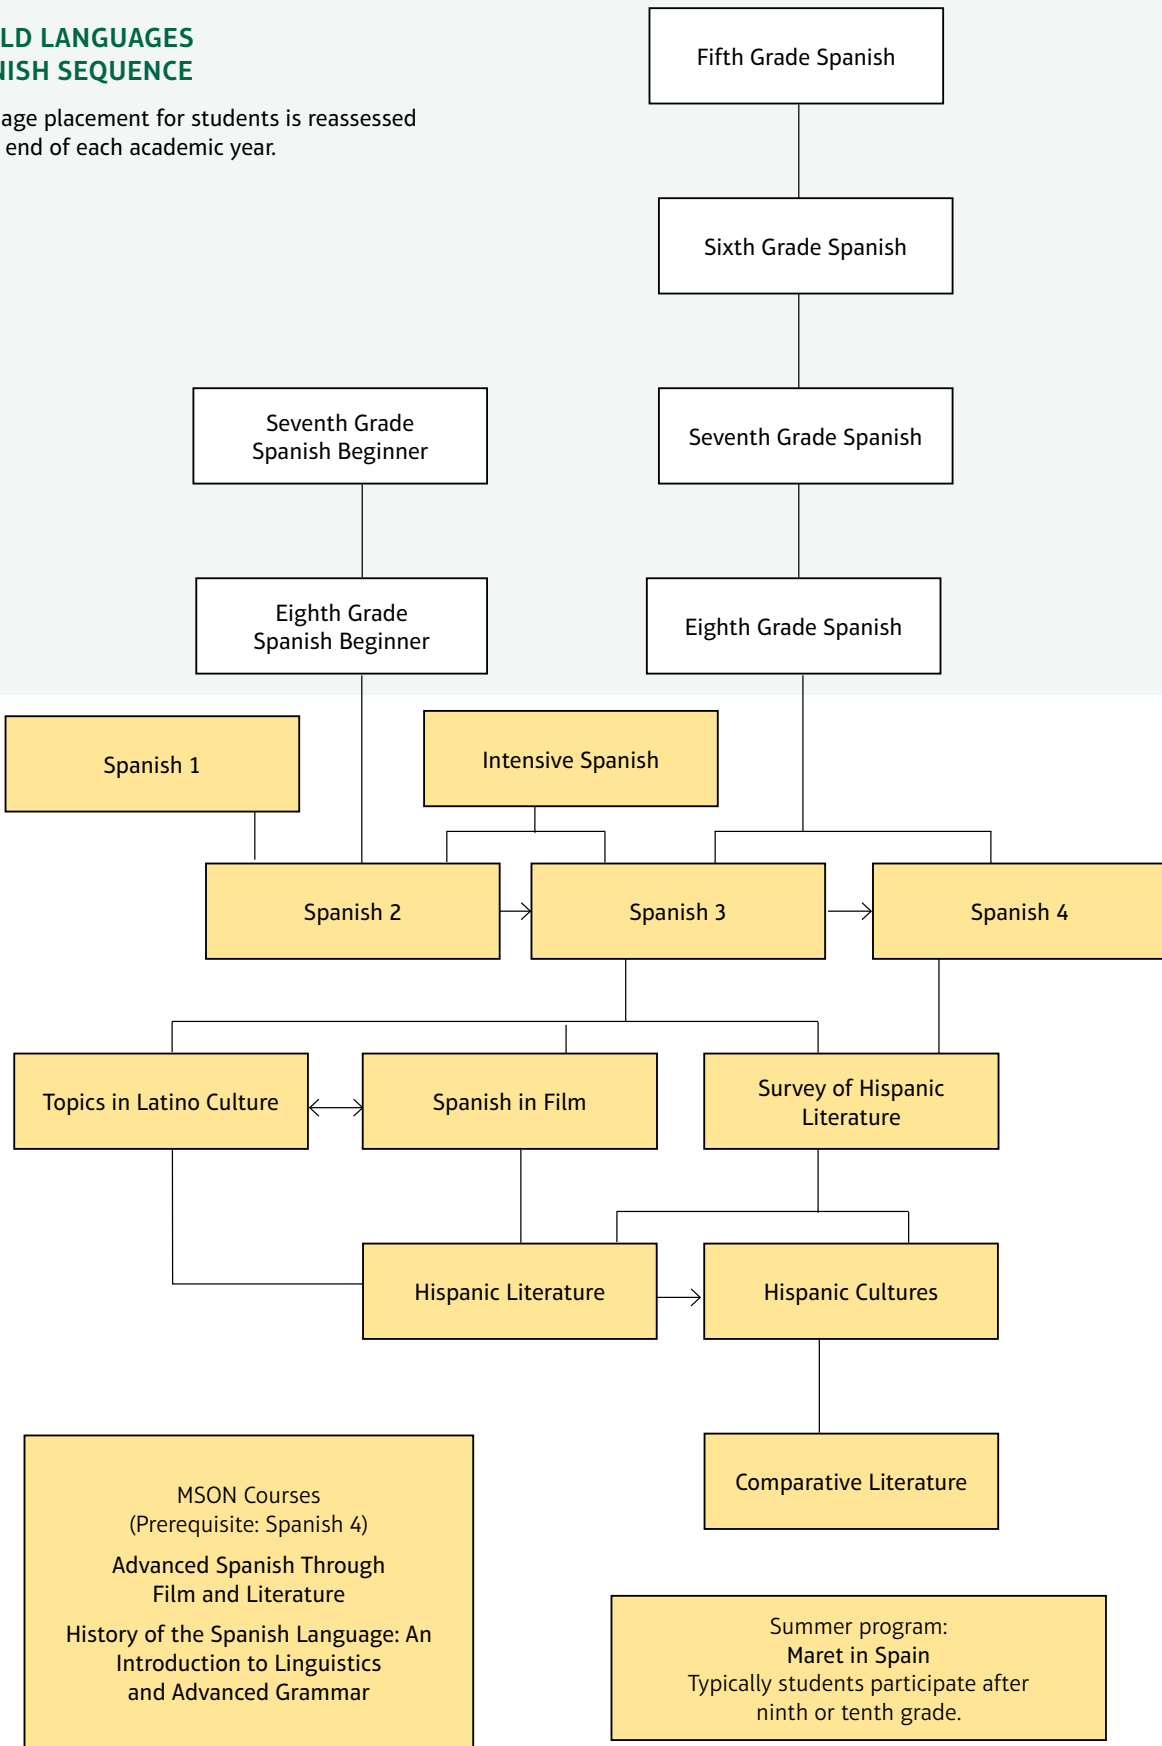 LD LANGUAGES
NISH SEQUENCE
age placement for students is reassessed
end of each academic year.
Fifth Grade Spanish
Sixth Grade Spanish
Seventh Grade
Spanish Beginner
Seventh Grade Spanish
Eighth Grade
Spanish Beginner
Eighth Grade Spanish
Spanish 1
Intensive Spanish
Spanish 2
Spanish 3
Spanish 4
Topics in Latino Culture
Spanish in Film
Survey of Hispanic
Literature
Hispanic Literature
Hispanic Cultures
Comparative Literature
MSON Courses
(Prerequisite: Spanish 4)
Advanced Spanish Through
Film and Literature
History of the Spanish Language: An
Introduction to Linguistics
and Advanced Grammar
Summer program:
Maret in Spain
Typically students participate after
ninth or tenth grade.